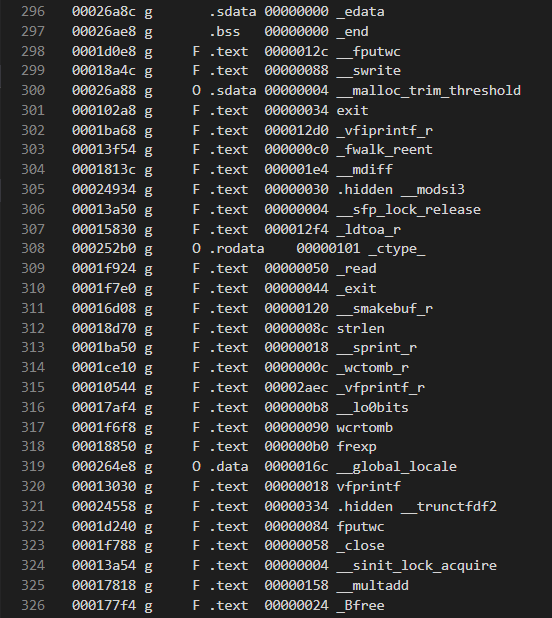 296 00026a8c g .sdata 00000000 _edata
297 00026ae8 g .bss 00000000 _end
298 0001d0e8 g F .text 0000012c __fputwc
299 00018a4c g F .text 00000088 __swrite
300 00026a88 g O .sdata 00000004 __malloc_trim_threshold
301 000102a8 g F .text 00000034 exit
302 0001ba68 g F .text 000012d0 _vfiprintf_r
303 00013f54 g F .text 000000c0 _fwalk_reent
304 0001813c g F .text 000001e4 __mdiff
305 00024934 g F .text 00000030 .hidden __modsi3
306 00013a50 g F .text 00000004 __sfp_lock_release
307 00015830 g F .text 000012f4 _ldtoa_r
308 000252b0 g O .rodata 00000101 _ctype_
309 0001f924 g F .text 00000050 _read
310 0001f7e0 g F .text 00000044 _exit
311 00016d08 g F .text 00000120 __smakebuf_r
312 00018d70 g F .text 0000008c strlen
313 0001ba50 g F .text 00000018 __sprint_r
314 0001ce10 g F .text 0000000c _wctomb_r
315 00010544 g F .text 00002aec _vfprintf_r
316 00017af4 g F .text 000000b8 __lo0bits
317 0001f6f8 g F .text 00000090 wcrtomb
318 00018850 g F .text 000000b0 frexp
319 000264e8 g O .data 0000016c __global_locale
320 00013030 g F .text 00000018 vfprintf
321 00024558 g F .text 00000334 .hidden __trunctfdf2
322 0001d240 g F .text 00000084 fputwc
323 0001f788 g F .text 00000058 _close
324 00013a54 g F .text 00000004 __sinit_lock_acquire
325 00017818 g F .text 00000158 __multadd
326 000177f4 g F .text 00000024 _Bfree